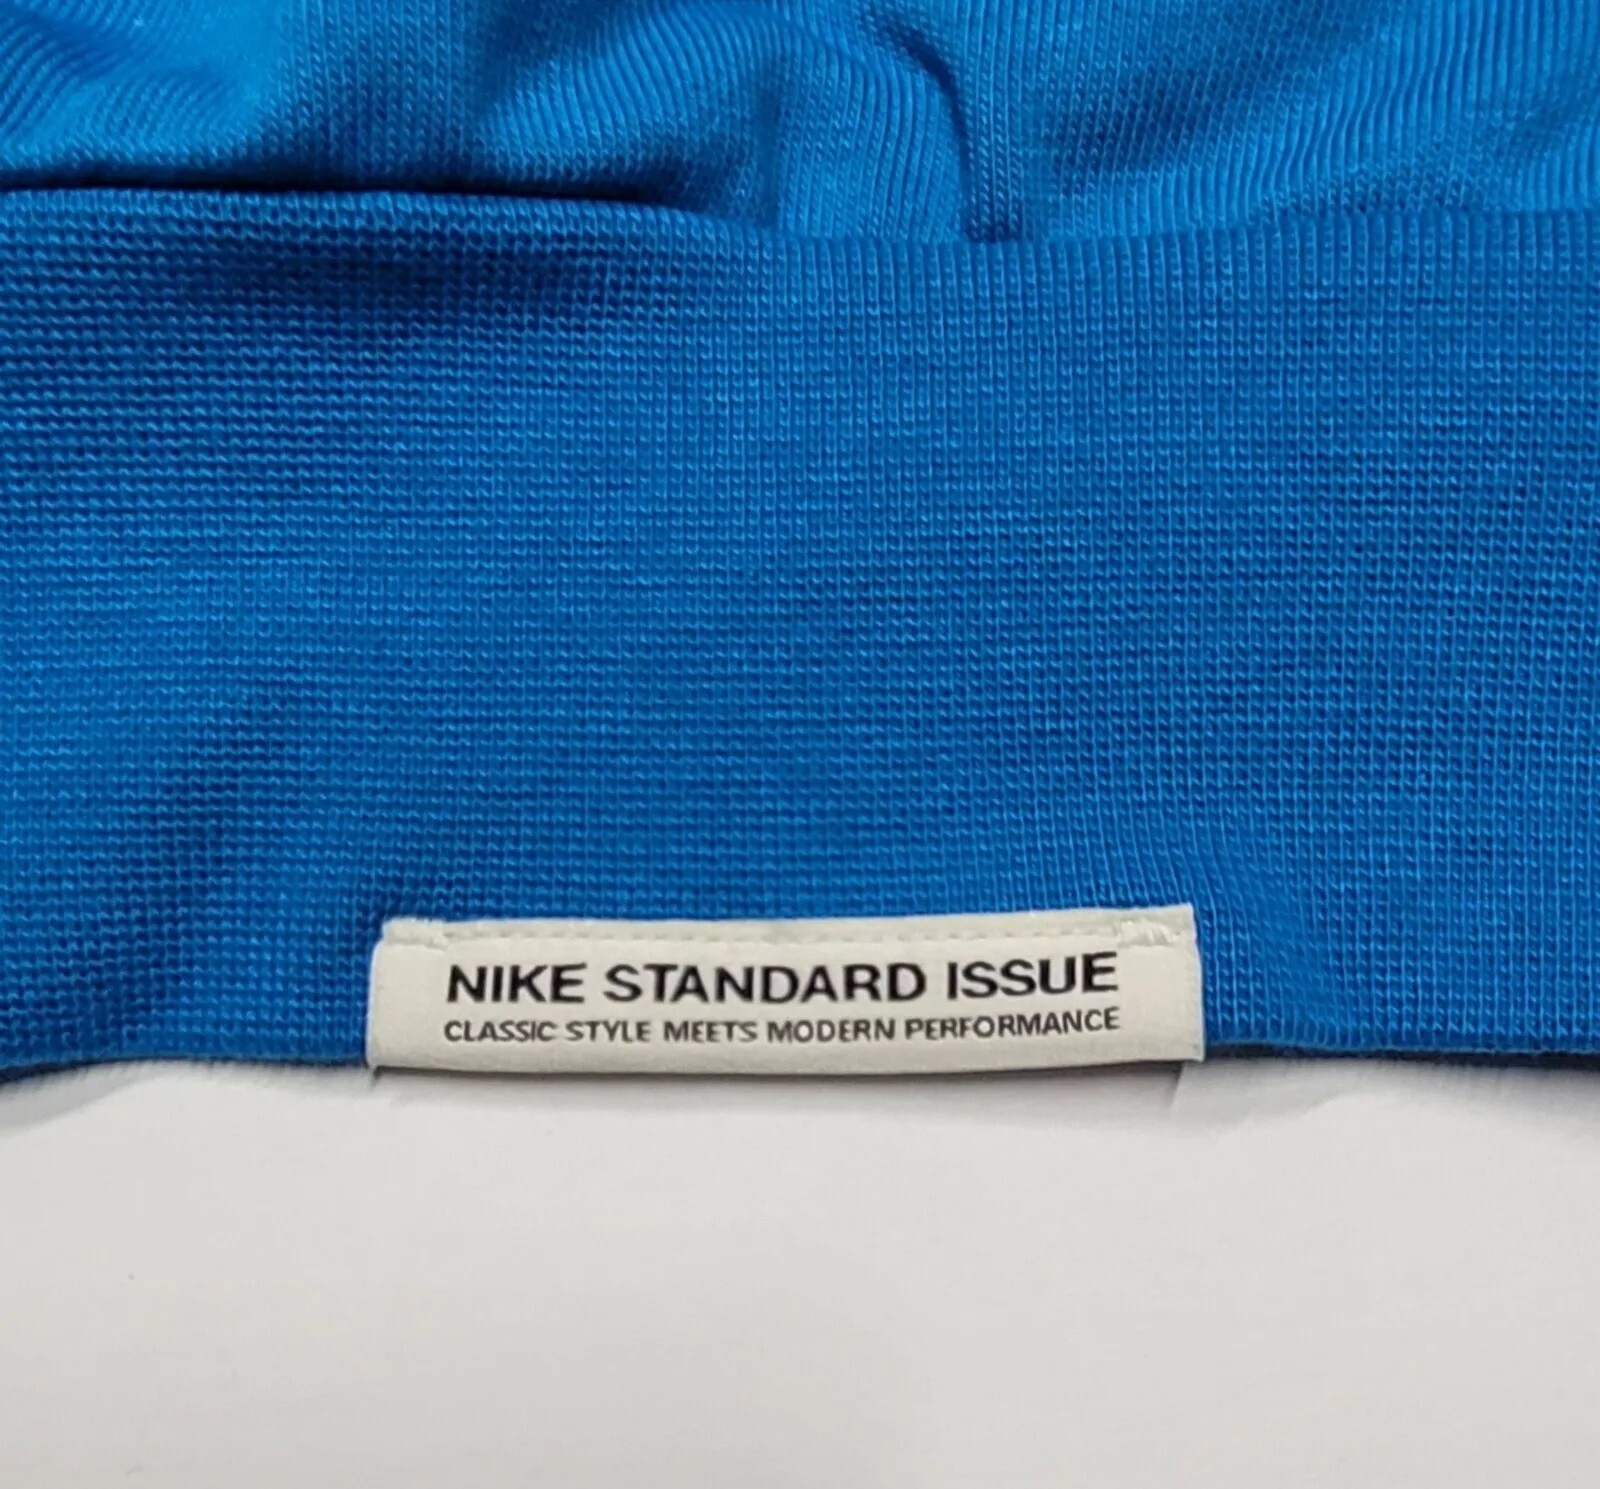 NIKE STANDARD ISSUE
CLASSIC STYLE MEETS MODERN PERFORMANCE